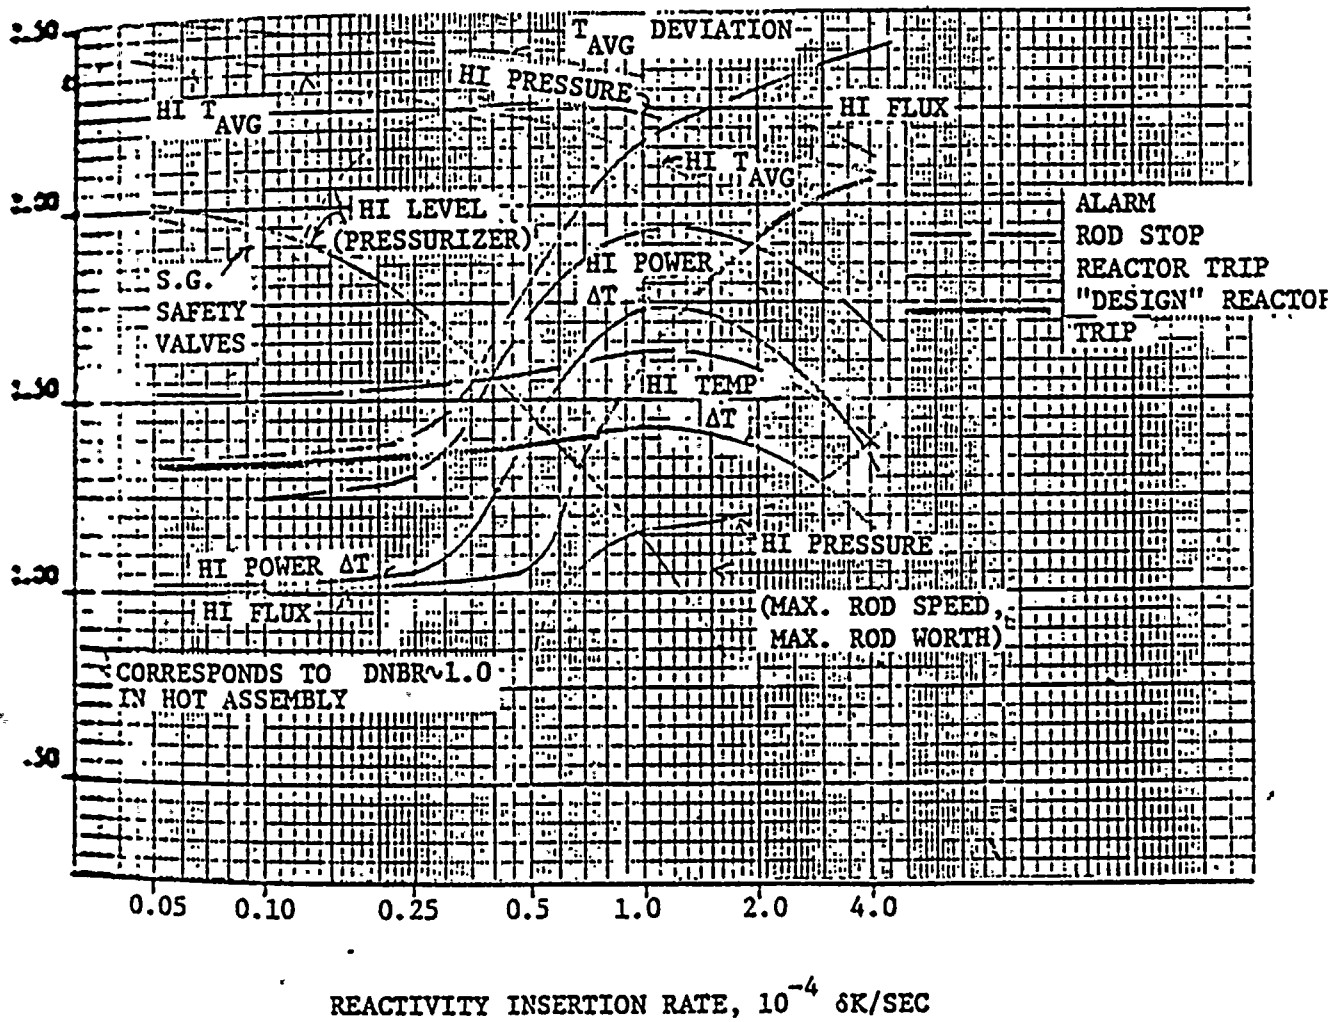 T AVG DEVIATION
HI PRESSURE
HI T AVG
HI FLUX
HI T AVG
HI LEVEL
(PRESSURIZER)
ALARM
ROD STOP
REACTOR TRIP
"DESIGN" REACTOR
TRIP
S.G.
SAFETY
VALVES
HI POWER
ΔT
HI TEMP
ΔT
HI POWER ΔT
HI FLUX
HI PRESSURE
(MAX. ROD SPEED,
MAX. ROD WORTH)
CORRESPONDS TO DNBR~1.0
IN HOT ASSEMBLY
.50
0.05 0.10 0.25 0.5 1.0 2.0 4.0
REACTIVITY INSERTION RATE, 10⁻⁴ δK/SEC